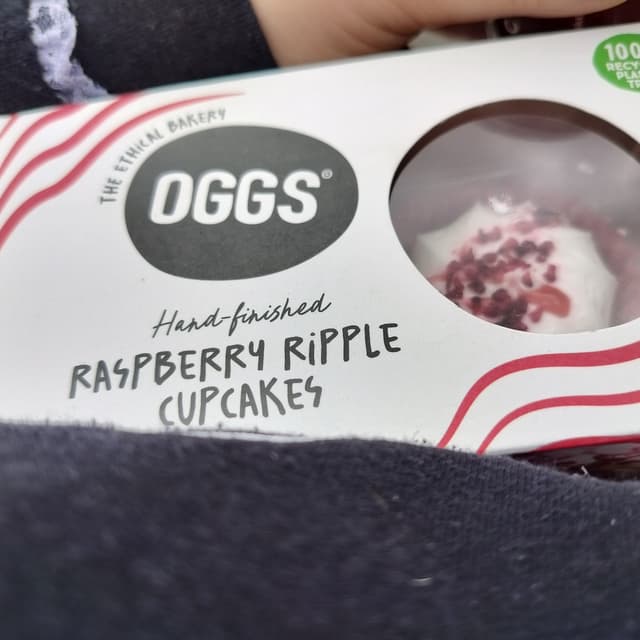 THE ETHICAL BAKERY
OGGS®
Hand-finished
RASPBERRY RiPPLE
CUPCAKES
100